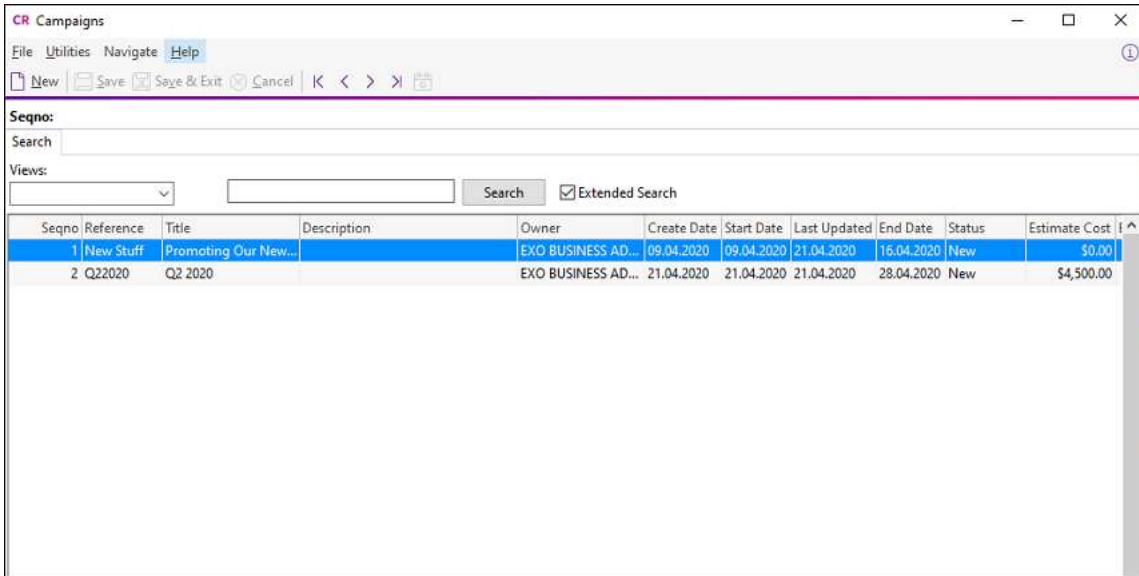 CR Campaigns
File Utilities Navigate Help
New Save Save & Exit Cancel
Seqno:
Search
Views:
Search Extended Search
Seqno Reference Title Description Owner Create Date Start Date Last Updated End Date Status Estimate Cost
1 New Stuff Promoting Our New... EXO BUSINESS AD... 09.04.2020 09.04.2020 21.04.2020 16.04.2020 New $0.00
2 Q22020 Q2 2020 EXO BUSINESS AD... 21.04.2020 21.04.2020 21.04.2020 28.04.2020 New $4,500.00